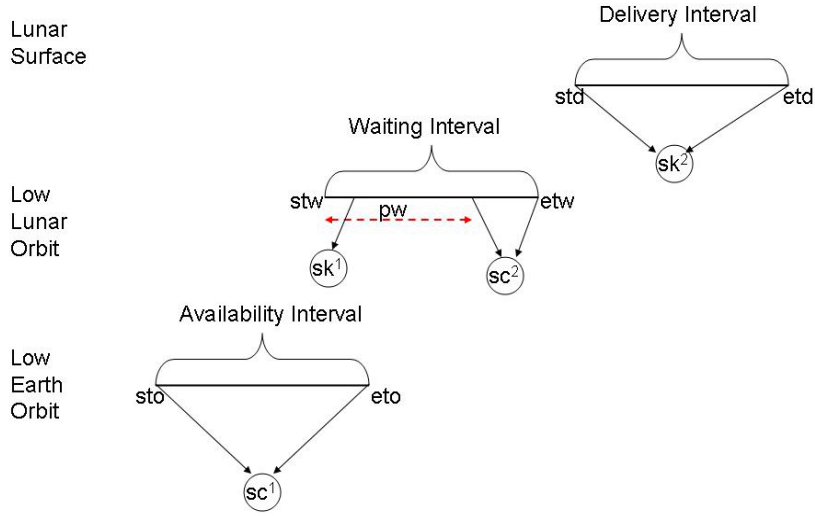 Lunar
Surface
Delivery Interval
std
etd
sk²
Waiting Interval
Low
Lunar
Orbit
stw
pw
etw
sk¹
sc²
Availability Interval
Low
Earth
Orbit
sto
eto
sc¹